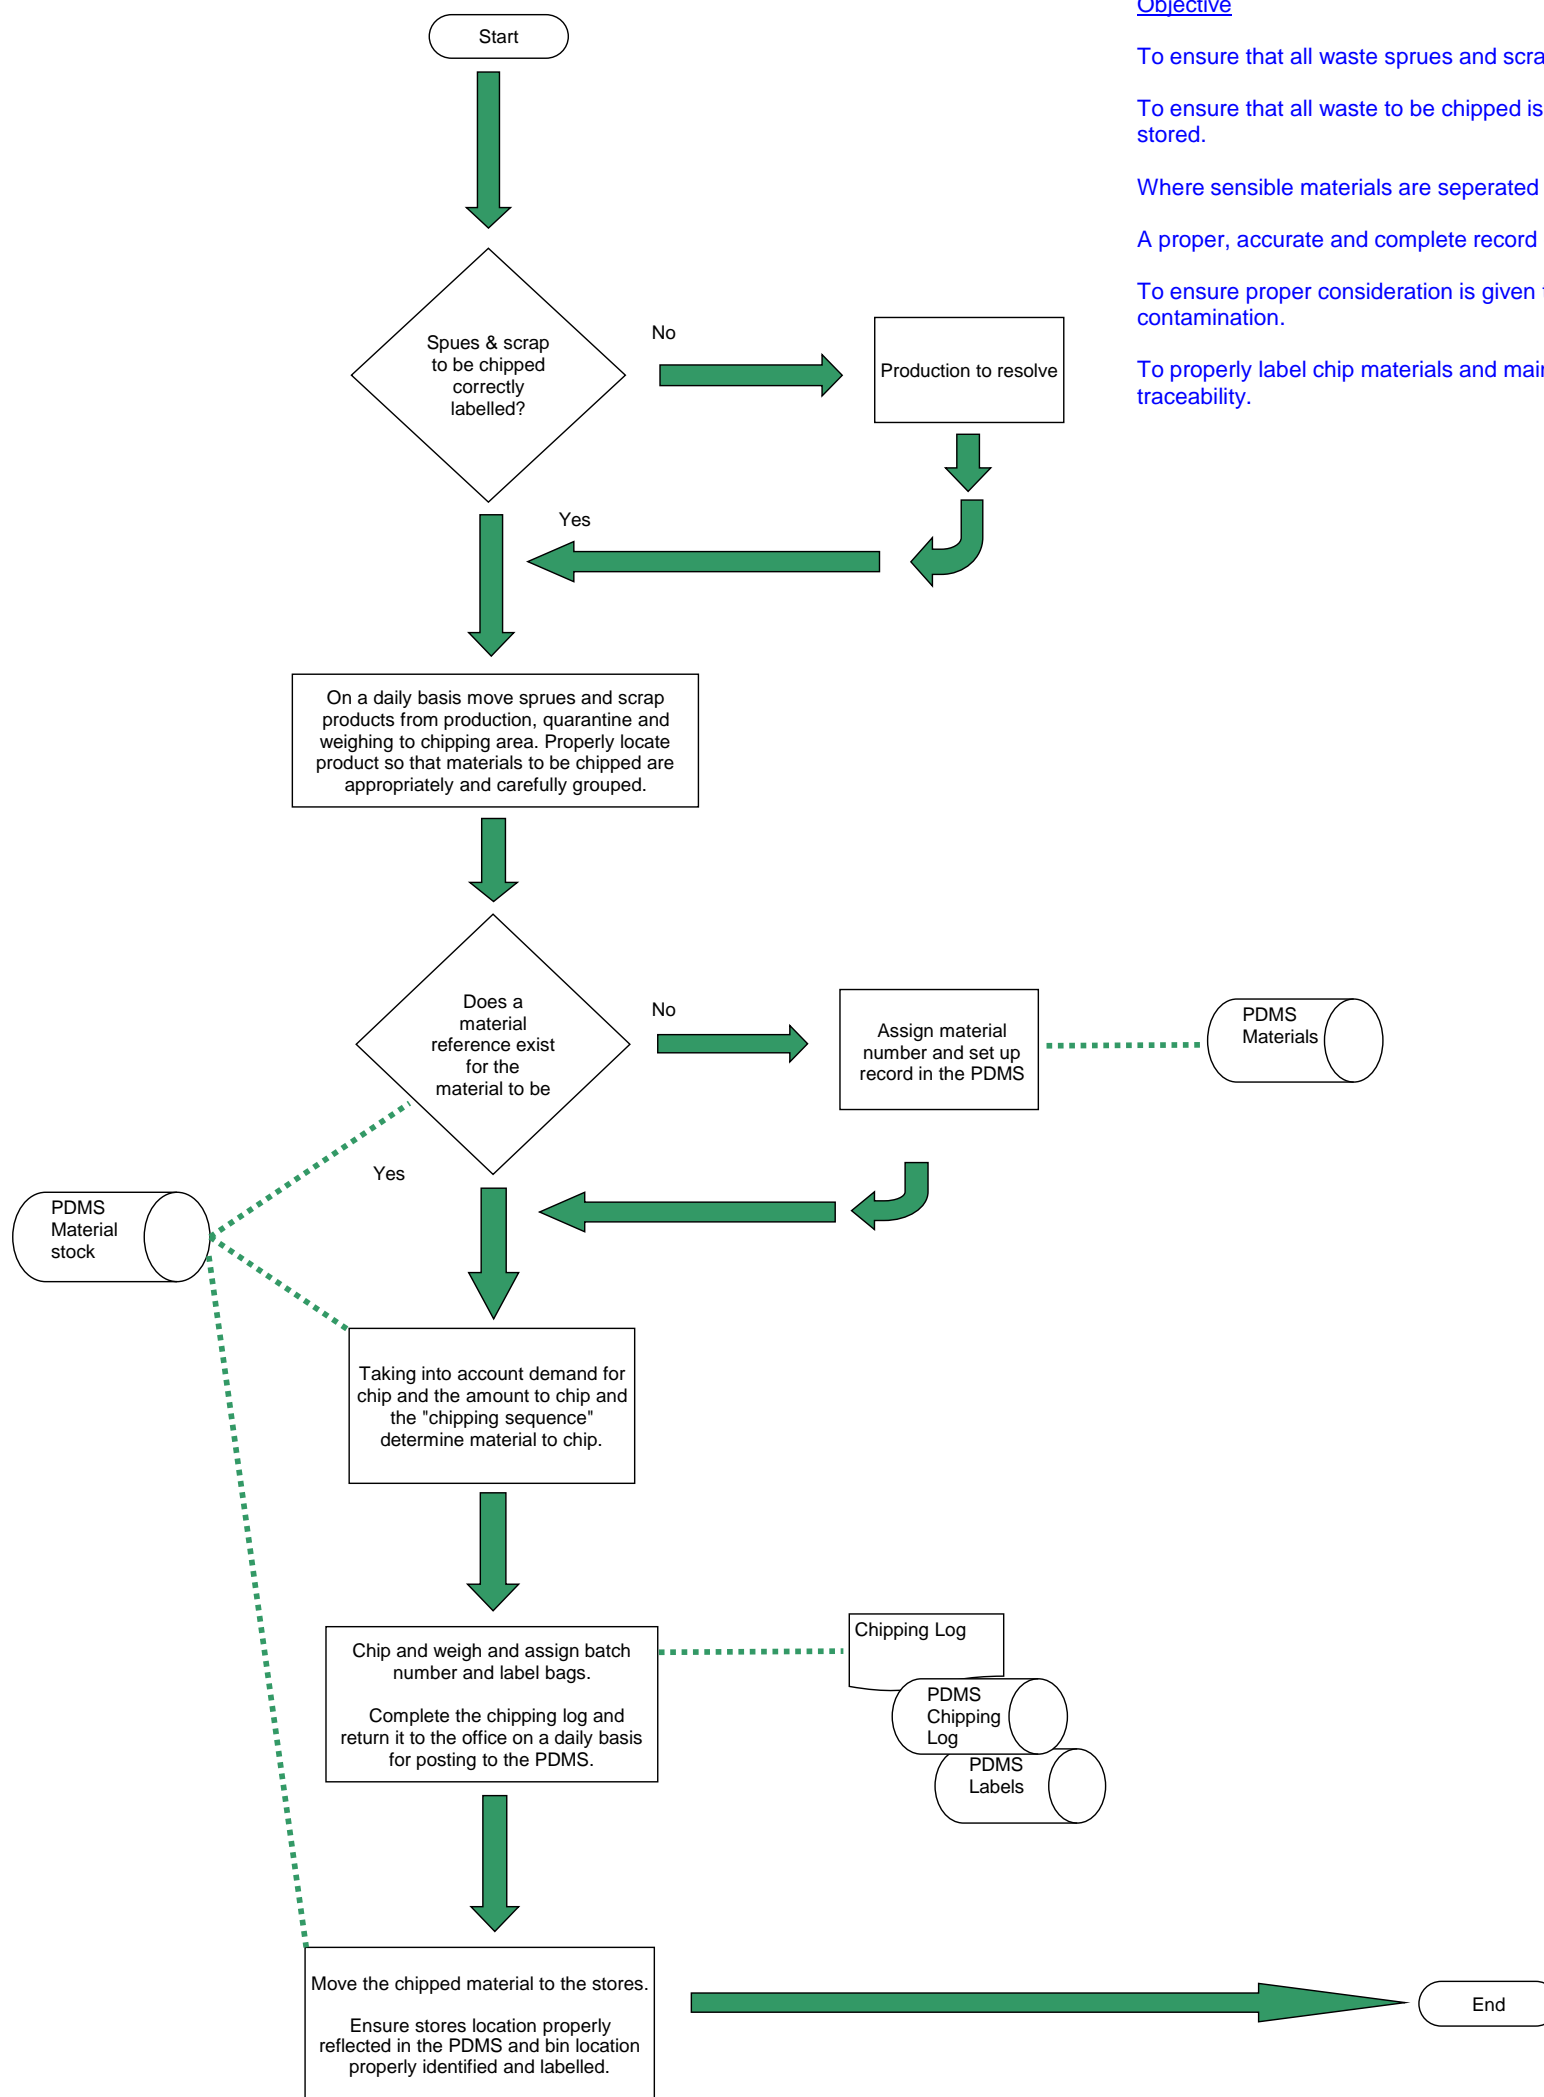 Objective
Start
To ensure that all waste sprues and scra
To ensure that all waste to be chipped is
stored.
Where sensible materials are seperated
A proper, accurate and complete record
To ensure proper consideration is given
contamination.
To properly label chip materials and
traceability.
Spues & scrap
to be chipped
correctly
labelled?
No
Production to resolve
Yes
On a daily basis move sprues and scrap
products from production, quarantine and
weighing to chipping area. Properly locate
product so that materials to be chipped are
appropriately and carefully grouped.
Does a
material
reference exist
for the
material to be
No
Assign material
number and set up
record in the PDMS
PDMS
Materials
Yes
PDMS
Material
stock
Taking into account demand for
chip and the amount to chip and
the "chipping sequence"
determine material to chip.
Chip and weigh and assign batch
number and label bags.
Complete the chipping log and
return it to the office on a daily basis
for posting to the PDMS.
Chipping Log
PDMS
Chipping
Log
PDMS
Labels
Move the chipped material to the stores.
Ensure stores location properly
reflected in the PDMS and bin location
properly identified and labelled.
End